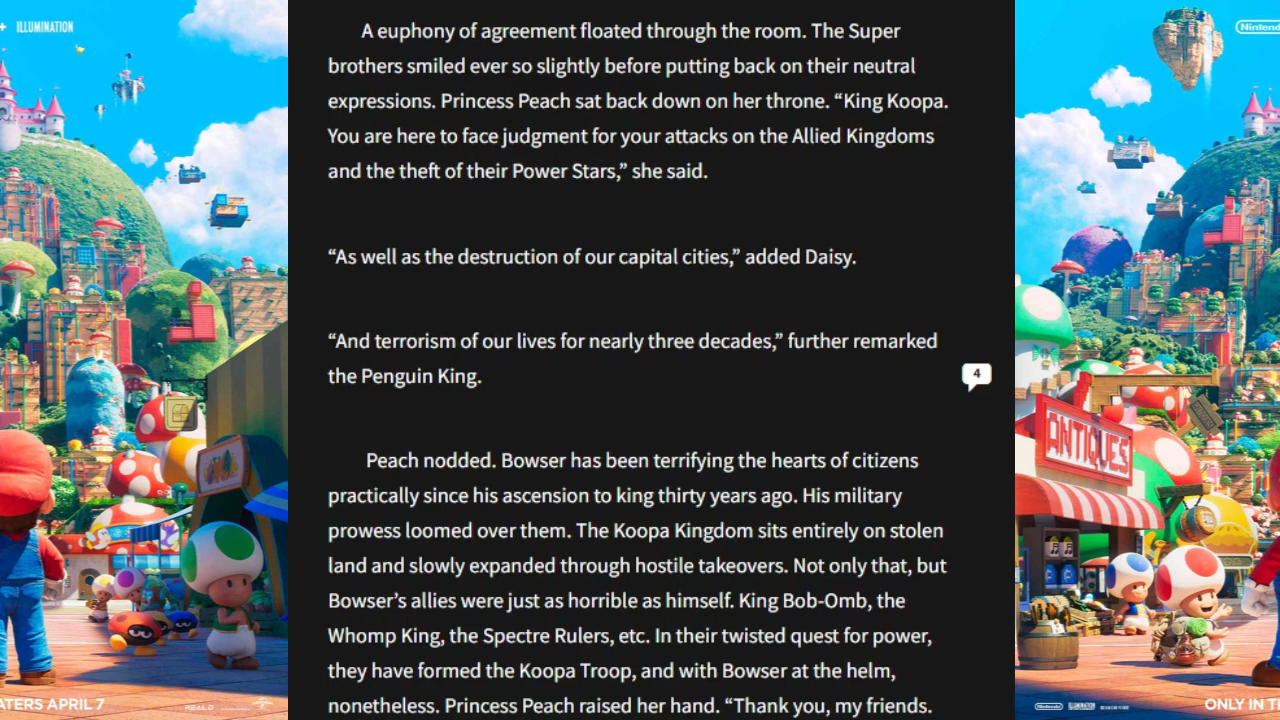 ILLUMINATION
Nintend
A euphony of agreement floated through the room. The Super
brothers smiled ever so slightly before putting back on their neutral
expressions. Princess Peach sat back down on her throne. “King Koopa.
You are here to face judgment for your attacks on the Allied Kingdoms
and the theft of their Power Stars,” she said.
“As well as the destruction of our capital cities,” added Daisy.
“And terrorism of our lives for nearly three decades,” further remarked
the Penguin King.
4
Peach nodded. Bowser has been terrifying the hearts of citizens
practically since his ascension to king thirty years ago. His military
prowess loomed over them. The Koopa Kingdom sits entirely on stolen
land and slowly expanded through hostile takeovers. Not only that, but
Bowser’s allies were just as horrible as himself. King Bob-Omb, the
Whomp King, the Spectre Rulers, etc. In their twisted quest for power,
they have formed the Koopa Troop, and with Bowser at the helm,
nonetheless. Princess Peach raised her hand. “Thank you, my friends.
ANTIQUES
ATERS APRIL 7
REALD
ONLY IN T